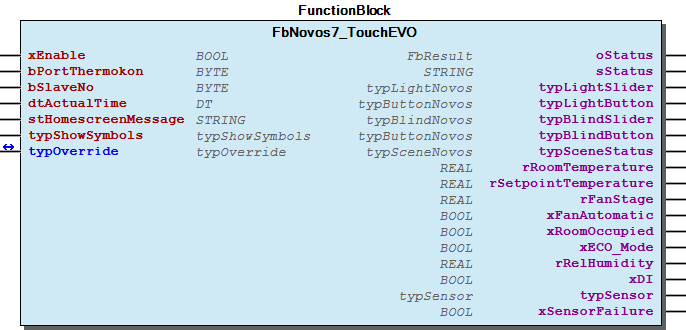 FunctionBlock
FbNovos7_TouchEVO
xEnable BOOL FbResult oStatus
bPortThermokon BYTE STRING sStatus
bSlaveNo BYTE typLightNovos typLightSlider
dtActualTime DT typButtonNovos typLightButton
stHomescreenMessage STRING typBlindNovos typBlindSlider
typShowSymbols typShowSymbols typButtonNovos typBlindButton
typOverride typOverride typSceneNovos typSceneStatus
REAL rRoomTemperature
REAL rSetpointTemperature
REAL rFanStage
BOOL xFanAutomatic
BOOL xRoomOccupied
BOOL xECO_Mode
REAL rRelHumidity
BOOL xDI
typSensor typSensor
BOOL xSensorFailure